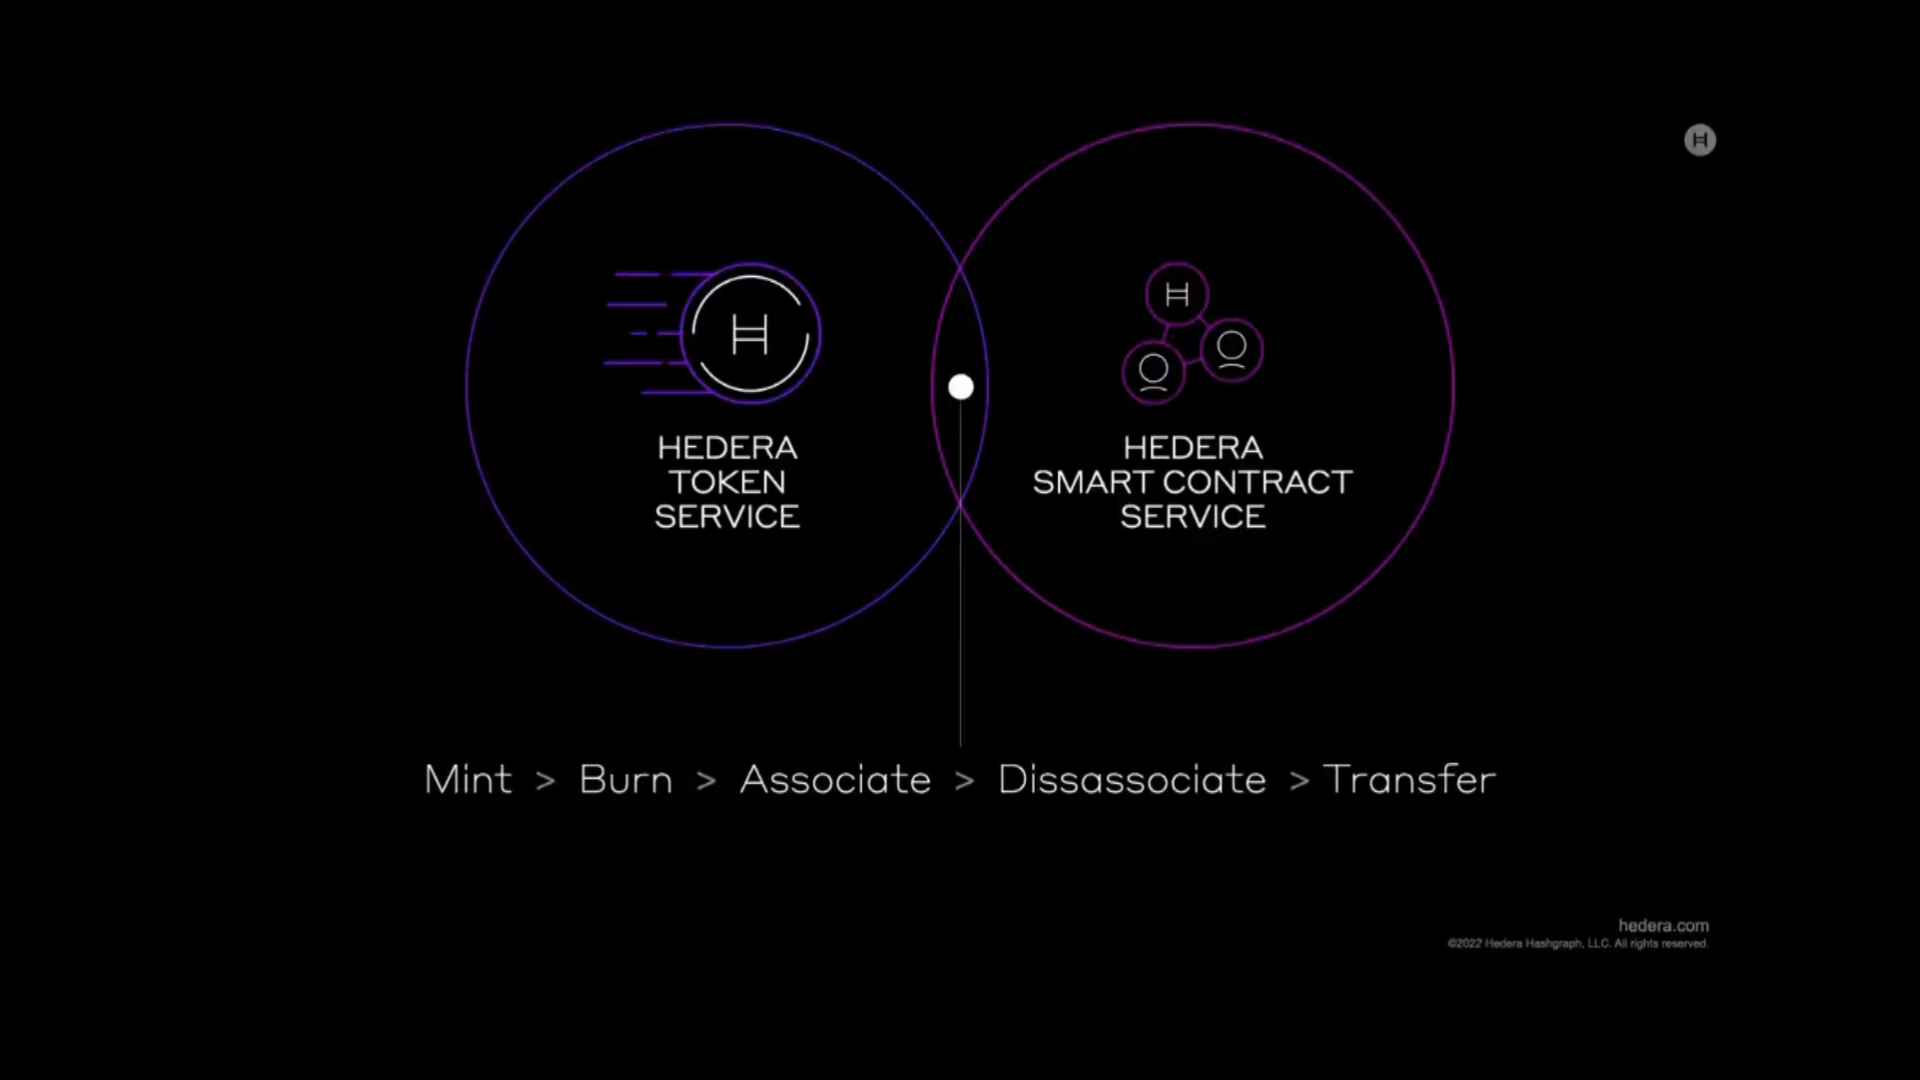 H
H
H
HEDERA
TOKEN
SERVICE
HEDERA
SMART CONTRACT
SERVICE
Mint > Burn > Associate > Dissassociate > Transfer
hedera.com
©2022 Hedera Hashgraph, LLC. All rights reserved.